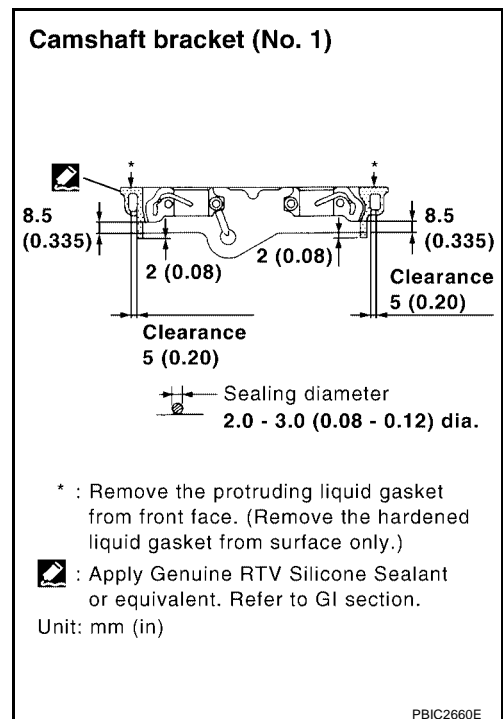 Camshaft bracket (No. 1)
*
*
8.5
(0.335)
2 (0.08)
2 (0.08)
8.5
(0.335)
Clearance
5 (0.20)
Clearance
5 (0.20)
Sealing diameter
2.0 - 3.0 (0.08 - 0.12) dia.
* : Remove the protruding liquid gasket
from front face. (Remove the hardened
liquid gasket from surface only.)
: Apply Genuine RTV Silicone Sealant
or equivalent. Refer to GI section.
Unit: mm (in)
PBIC2660E